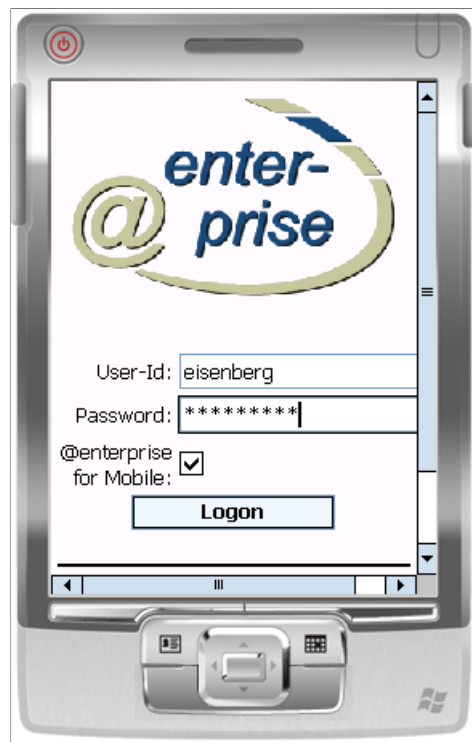 enter-
@ prise
User-Id: eisenberg
Password: *********
@enterprise
for Mobile:
Logon